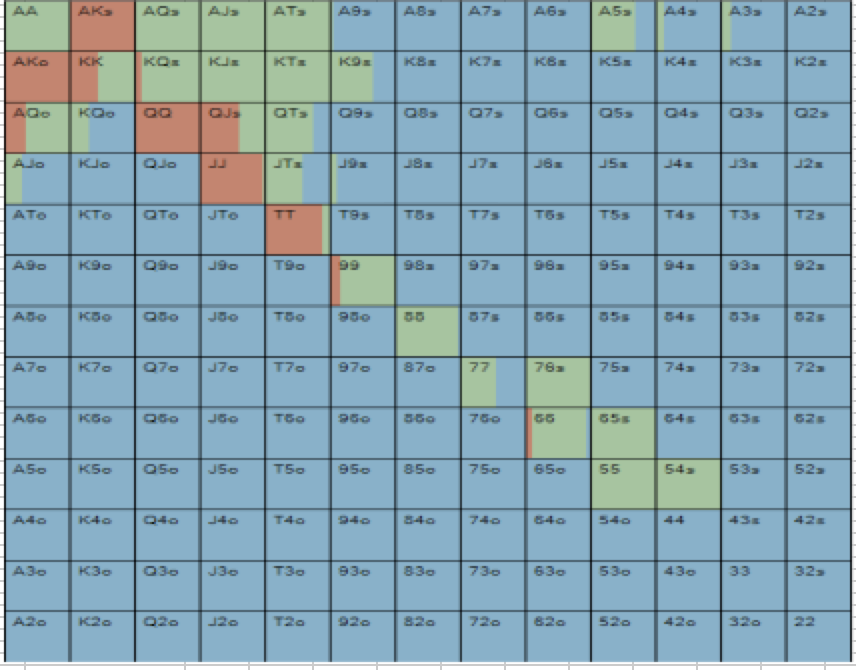 AA AKs AQs AJs ATs A9s A8s A7s A6s A5s A4s A3s A2s
AKo KK KQs KJs KTs K9s K8s K7s K6s K5s K4s K3s K2s
AQo KQo QQ QJs QTs Q9s Q8s Q7s Q6s Q5s Q4s Q3s Q2s
AJo KJo QJo JJ JTs J9s J8s J7s J6s J5s J4s J3s J2s
ATo KTo QTo JTo TT T9s T8s T7s T6s T5s T4s T3s T2s
A9o K9o Q9o J9o T9o 99 98s 97s 96s 95s 94s 93s 92s
A8o K8o Q8o J8o T8o 98o 88 87s 86s 85s 84s 83s 82s
A7o K7o Q7o J7o T7o 97o 87o 77 76s 75s 74s 73s 72s
A6o K6o Q6o J6o T6o 96o 86o 76o 66 65s 64s 63s 62s
A5o K5o Q5o J5o T5o 95o 85o 75o 65o 55 54s 53s 52s
A4o K4o Q4o J4o T4o 94o 84o 74o 64o 54o 44 43s 42s
A3o K3o Q3o J3o T3o 93o 83o 73o 63o 53o 43o 33 32s
A2o K2o Q2o J2o T2o 92o 82o 72o 62o 52o 42o 32o 22